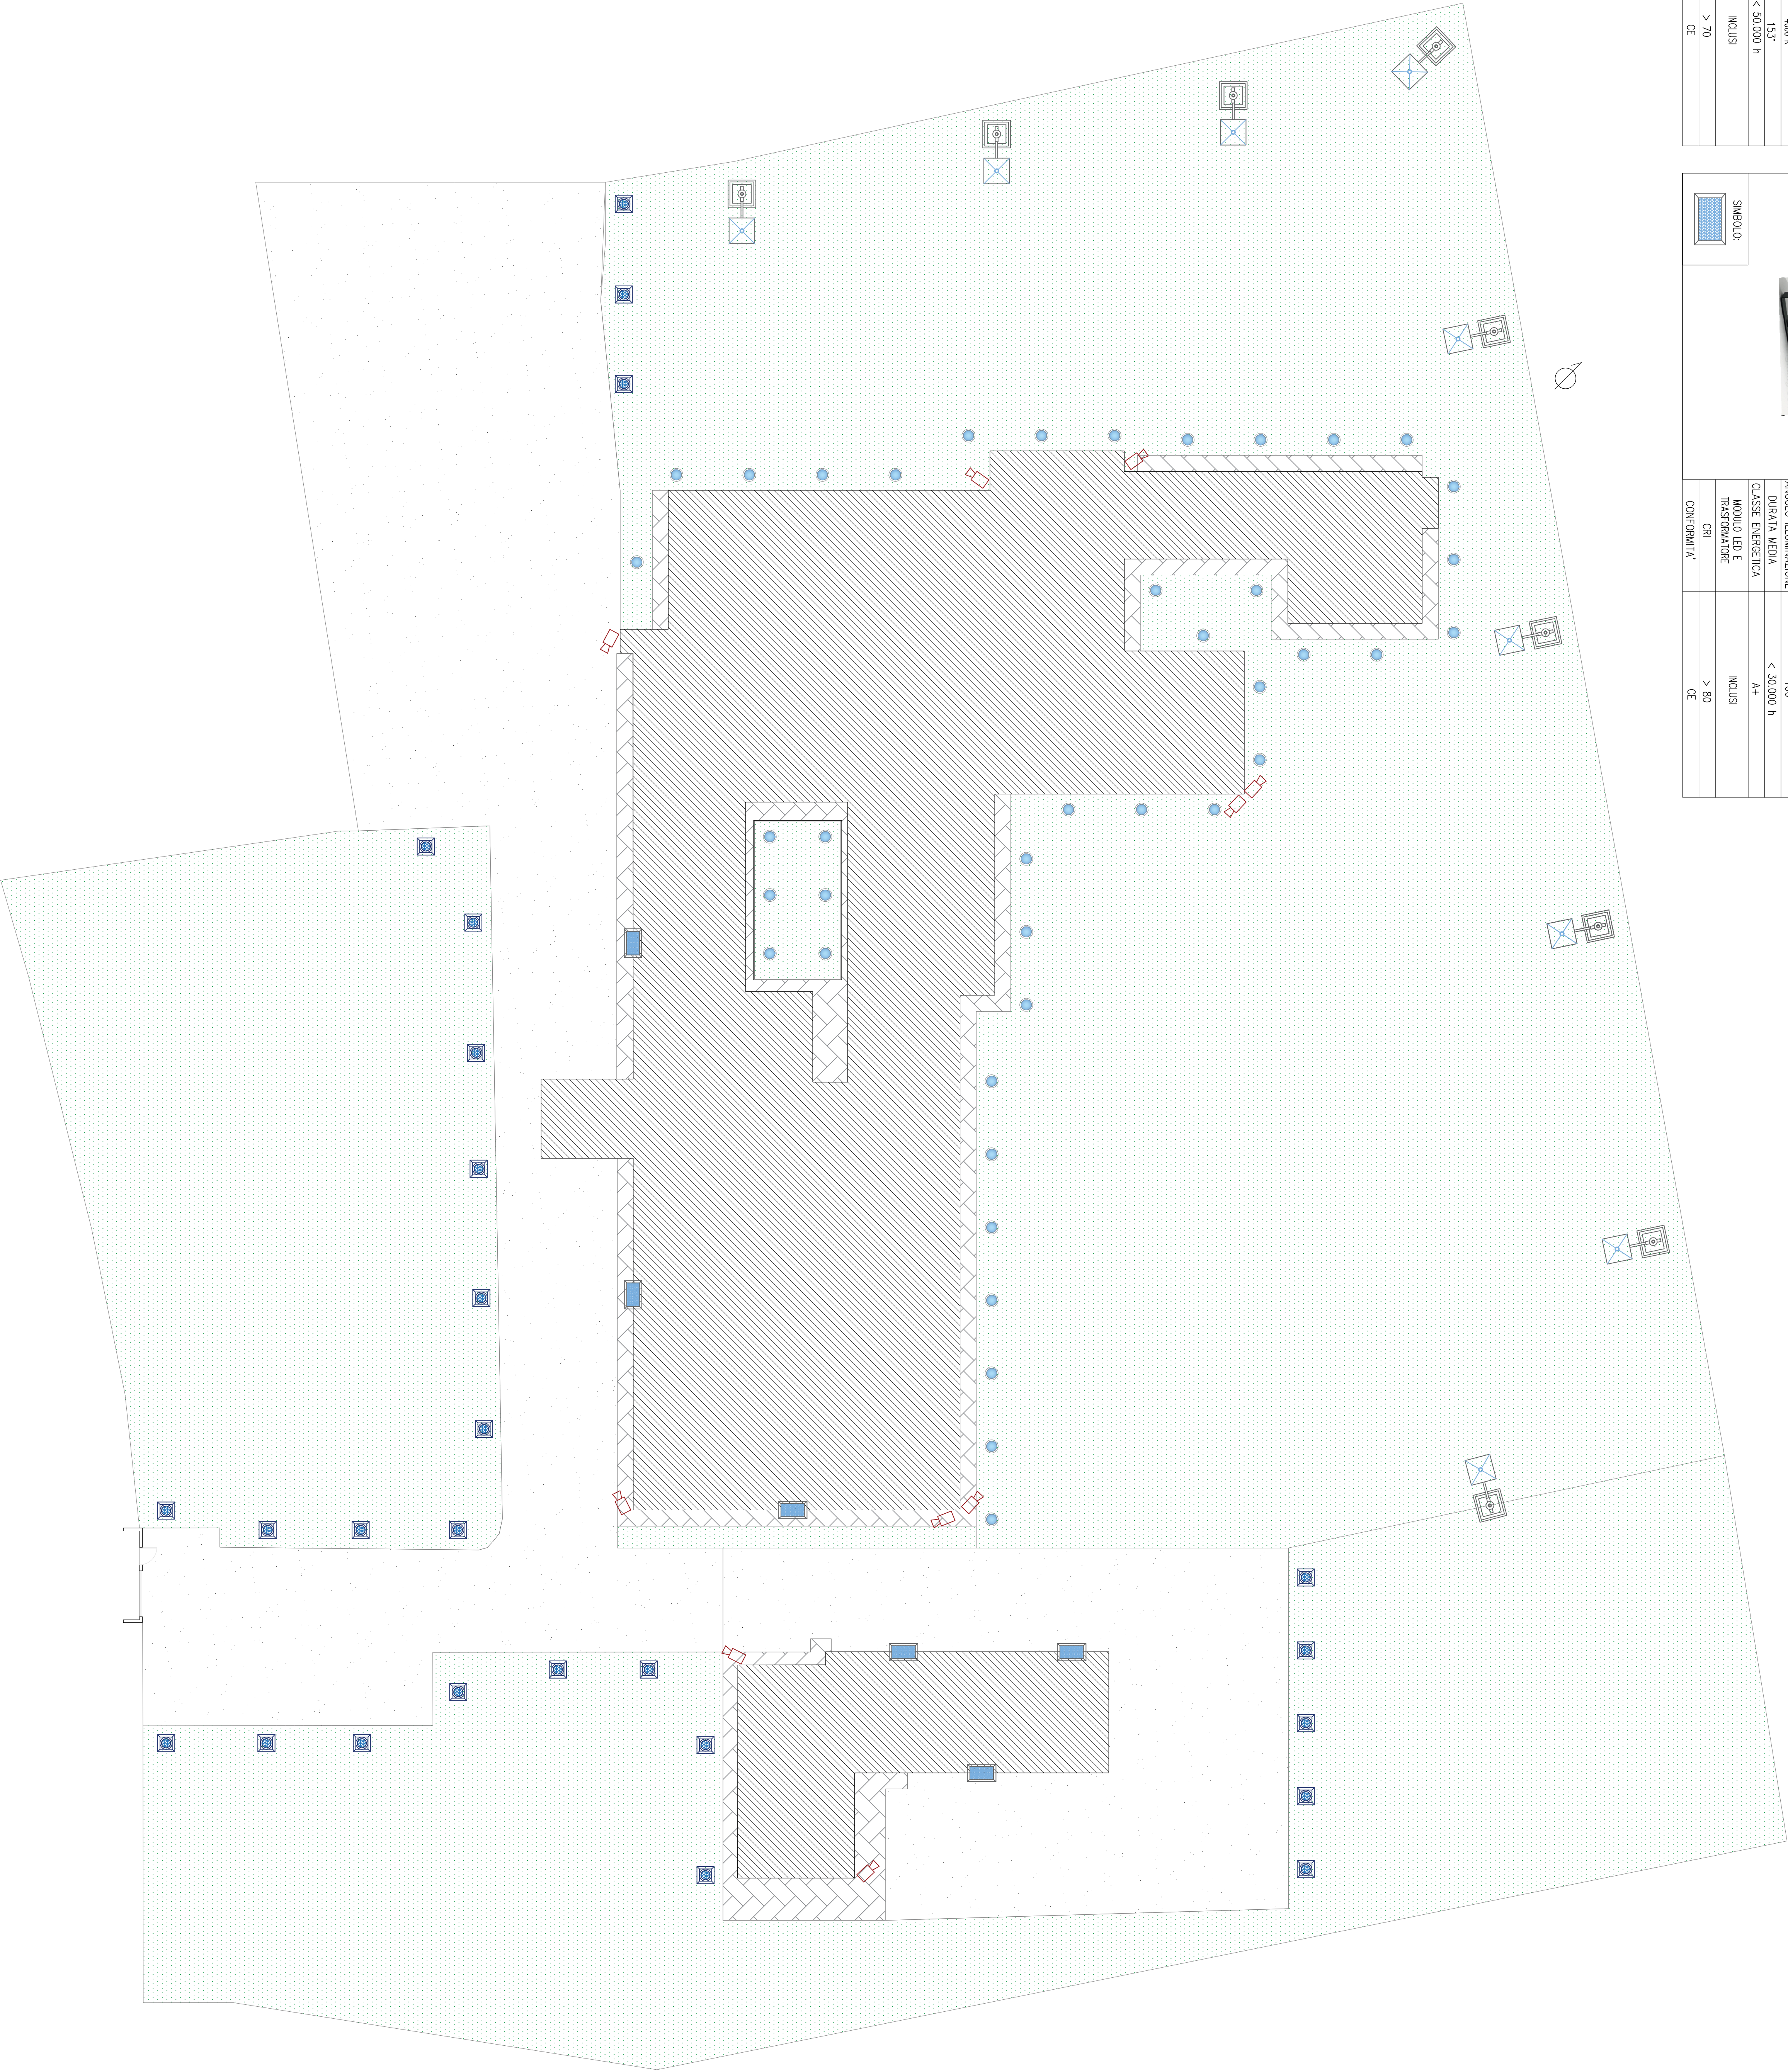 153°
< 50.000 h
INCLUSI
> 70
CE
SIMBOLO:
DURATA MEDIA
< 30.000 h
CLASSE ENERGETICA
A+
MODULO LED E
TRASFORMATORE
INCLUSI
CRI
> 80
CONFORMITA'
CE